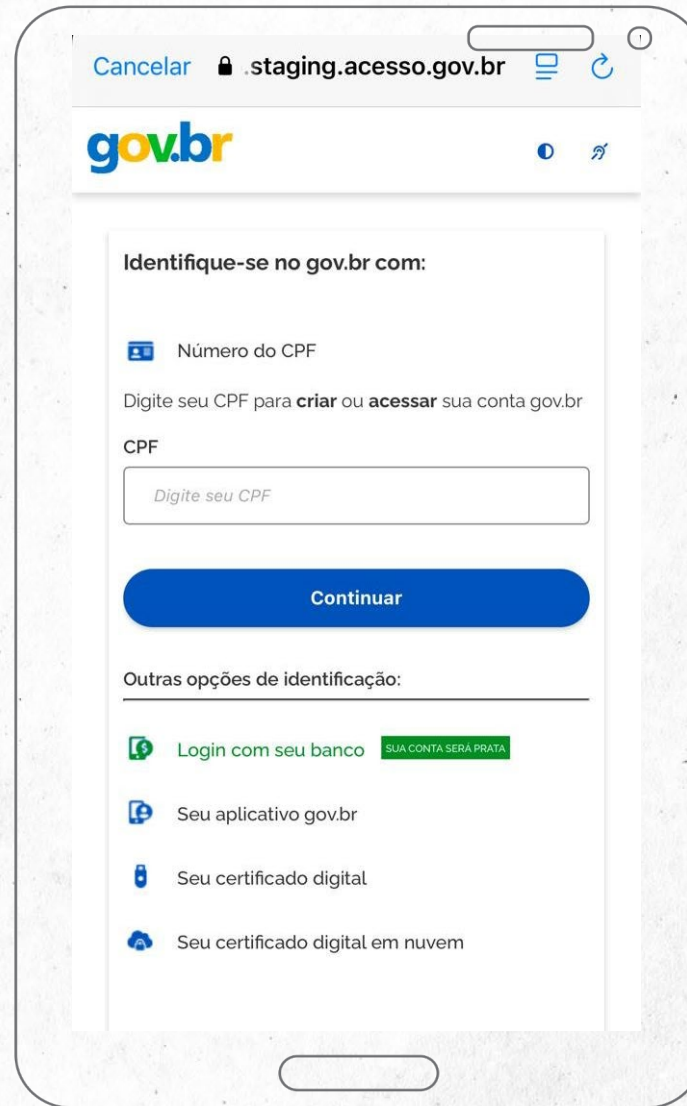 Cancelar .staging.acesso.gov.br
gov.br
Identifique-se no gov.br com:
Número do CPF
Digite seu CPF para criar ou acessar sua conta gov.br
CPF
Digite seu CPF
Continuar
Outras opções de identificação:
Login com seu banco SUA CONTA SERÁ PRATA
Seu aplicativo gov.br
Seu certificado digital
Seu certificado digital em nuvem